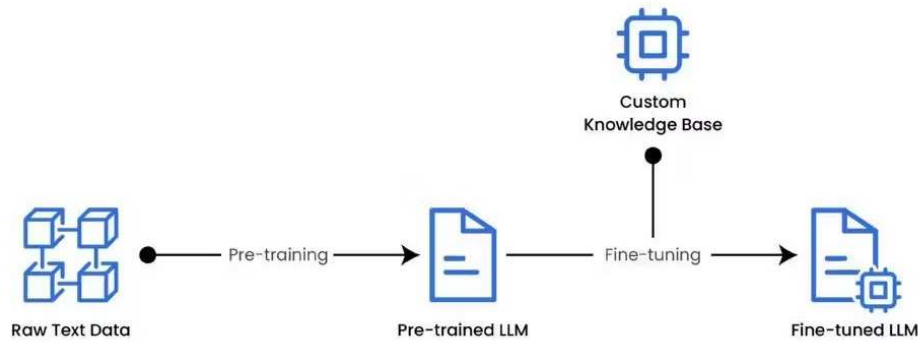 Custom
Knowledge Base
Pre-training
Fine-tuning
Raw Text Data
Pre-trained LLM
Fine-tuned LLM